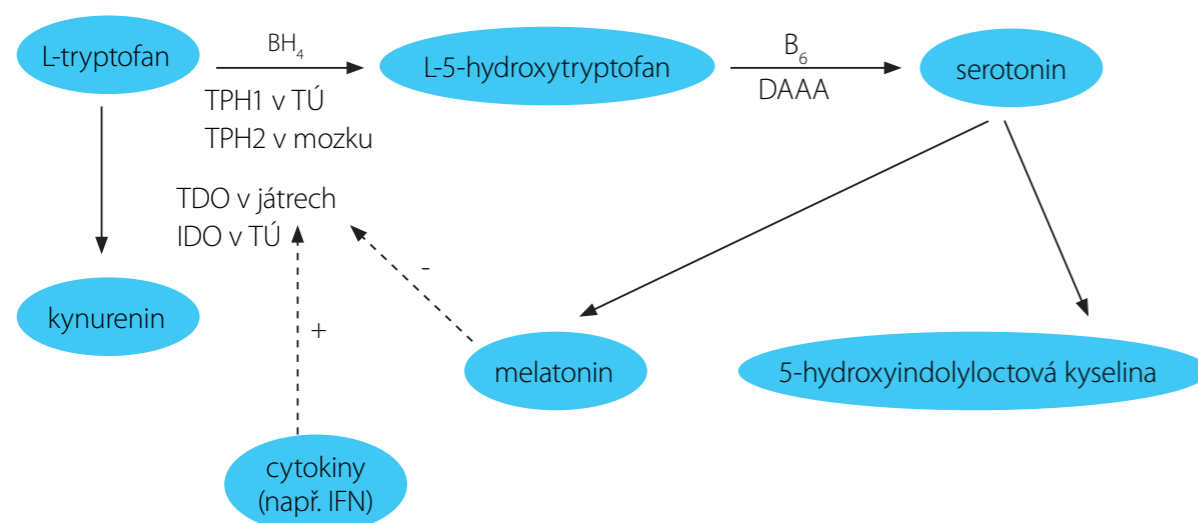 L-tryptofan
BH4
L-5-hydroxytryptofan
B6
serotonin
TPH1 v TÚ
DAAA
TPH2 v mozku
TDO v játrech
IDO v TÚ
-
kynurenin
+
melatonin
5-hydroxyindolyloctová kyselina
cytokiny
(např. IFN)